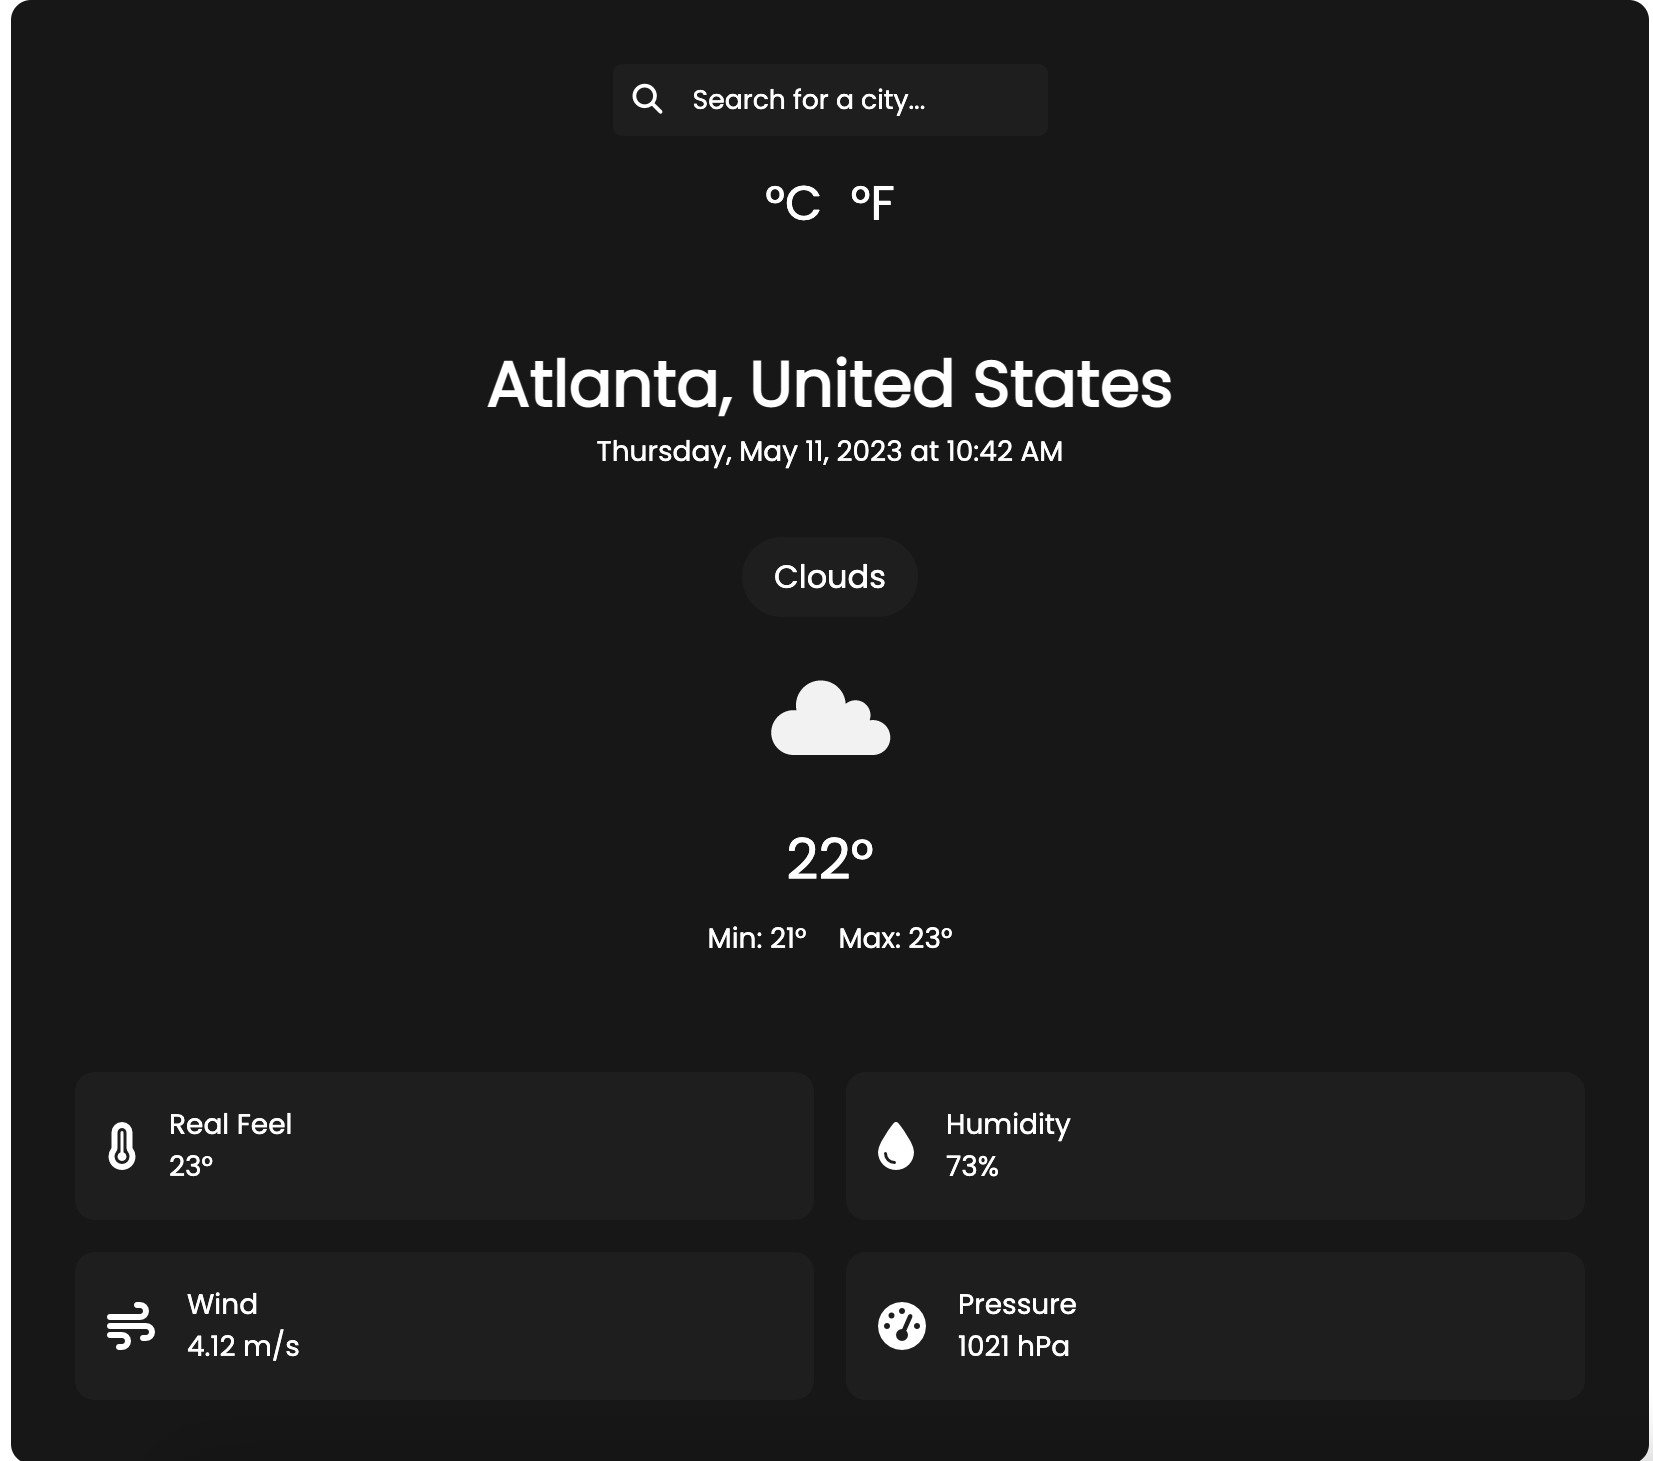 Search for a city...
°C °F
Atlanta, United States
Thursday, May 11, 2023 at 10:42 AM
Clouds
22°
Min: 21° Max: 23°
Real Feel
23°
Humidity
73%
Wind
4.12 m/s
Pressure
1021 hPa